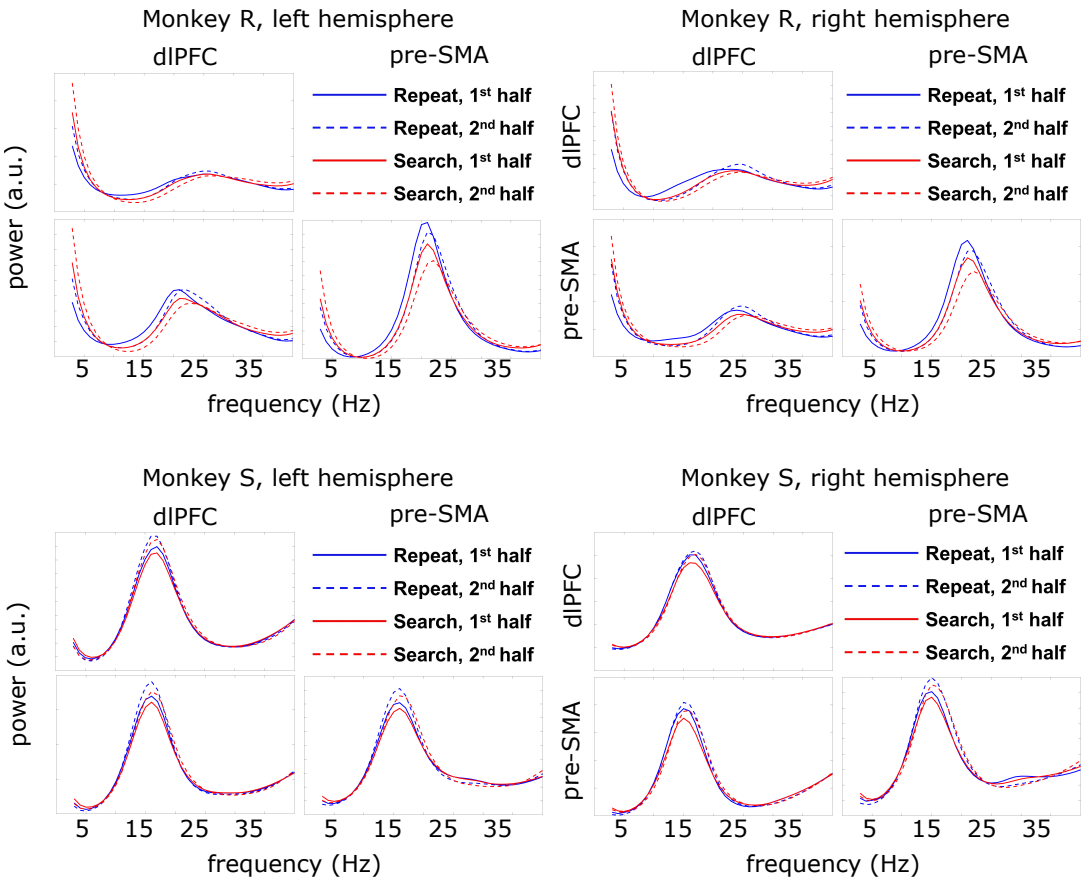 Monkey R, left hemisphere
dlPFC
pre-SMA
Repeat, 1st half
Repeat, 2nd half
Search, 1st half
Search, 2nd half
power (a.u.)
5 15 25 35
5 15 25 35
frequency (Hz)
Monkey R, right hemisphere
dlPFC
pre-SMA
dlPFC
Repeat, 1st half
Repeat, 2nd half
Search, 1st half
Search, 2nd half
pre-SMA
5 15 25 35
5 15 25 35
frequency (Hz)
Monkey S, left hemisphere
dlPFC
pre-SMA
Repeat, 1st half
Repeat, 2nd half
Search, 1st half
Search, 2nd half
power (a.u.)
5 15 25 35
5 15 25 35
frequency (Hz)
Monkey S, right hemisphere
dlPFC
pre-SMA
dlPFC
Repeat, 1st half
Repeat, 2nd half
Search, 1st half
Search, 2nd half
pre-SMA
5 15 25 35
5 15 25 35
frequency (Hz)